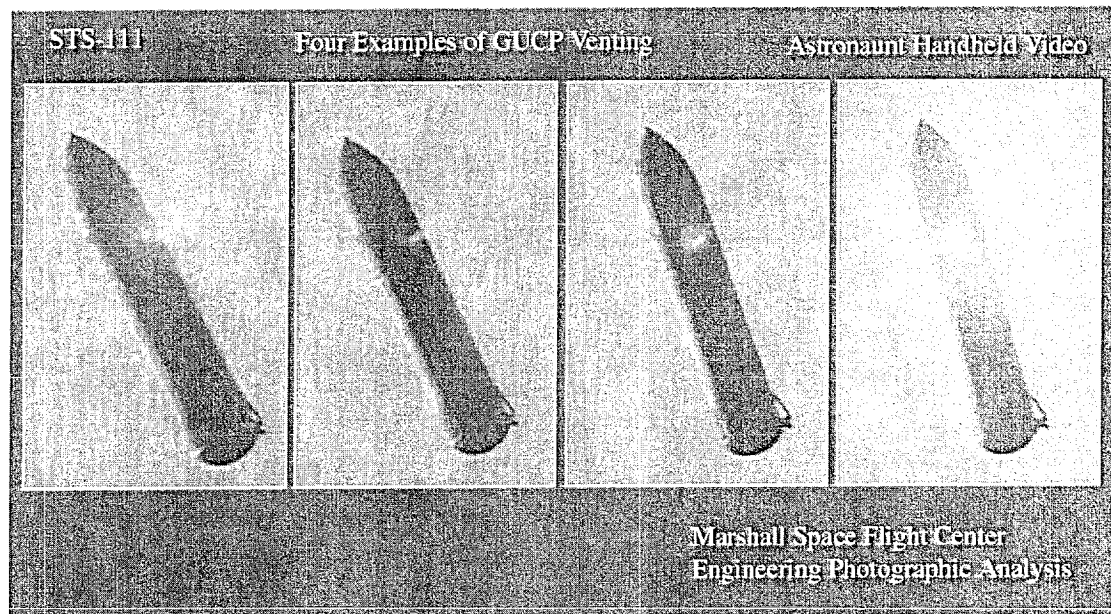 STS-111
Four Examples of GUCP Venting
Astronaunt Handheld Video
Marshall Space Flight Center
Engineering Photographic Analysis